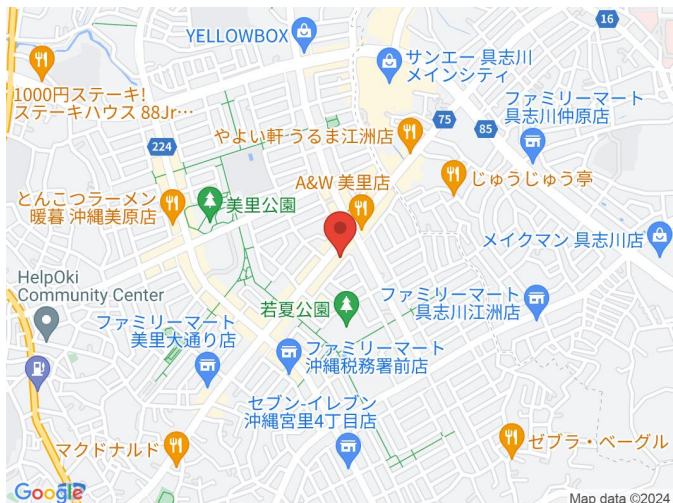 YELLOWBOX
16
サンエー 具志川
メインシティ
1000円ステーキ!
ステーキハウス 88Jr…
ファミリーマート
具志川仲原店
75
85
やよい軒 うるま江洲店
224
A&W 美里店
じゅうじゅう亭
とんこつラーメン
暖暮 沖縄美原店
美里公園
メイクマン 具志川店
HelpOki
Community Center
若夏公園
ファミリーマート
具志川江洲店
ファミリーマート
美里大通り店
ファミリーマート
沖縄税務署前店
セブン-イレブン
沖縄宮里4丁目店
マクドナルド
ゼブラ・ベーグル
Google
Map data ©2024